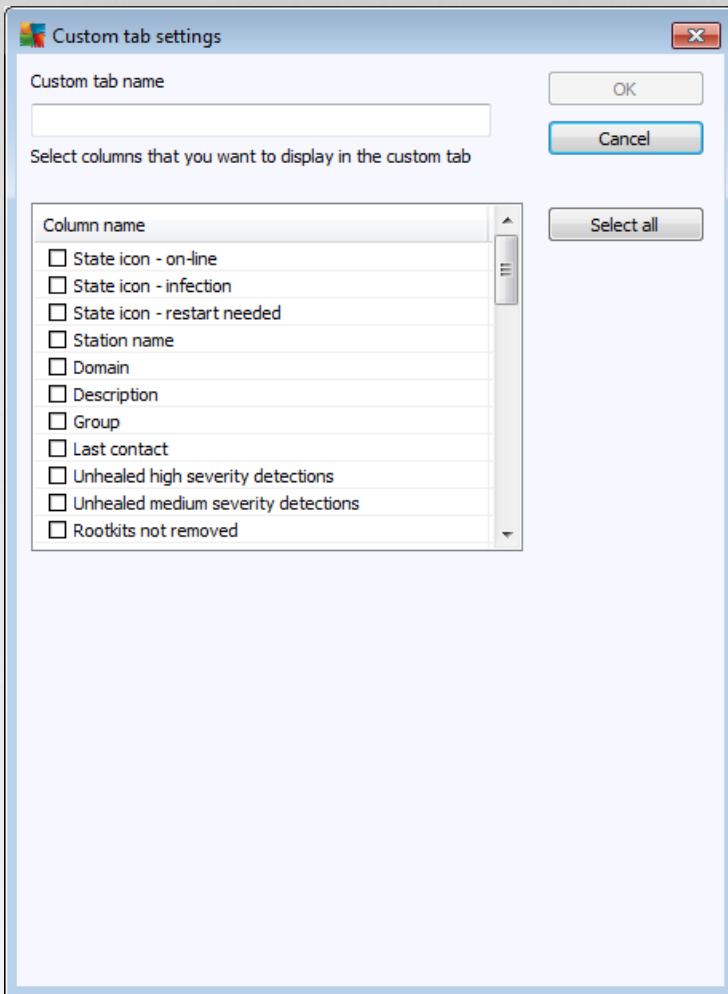 Custom tab settings
Custom tab name
OK
Cancel
Select columns that you want to display in the custom tab
Select all
Column name
State icon - on-line
State icon - infection
State icon - restart needed
Station name
Domain
Description
Group
Last contact
Unhealed high severity detections
Unhealed medium severity detections
Rootkits not removed